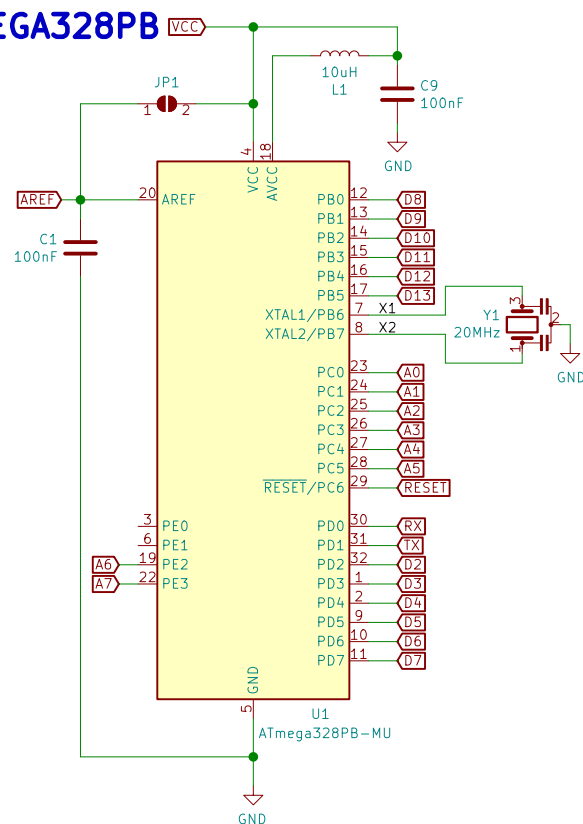 EGA328PB
VCC
10uH
L1
C9
100nF
GND
JP1
1 2
4 18
VCC AVCC
AREF 20 AREF
C1
100nF
PB0 12 D8
PB1 13 D9
PB2 14 D10
PB3 15 D11
PB4 16 D12
PB5 17 D13
XTAL1/PB6 7 X1
XTAL2/PB7 8 X2
Y1
20MHz
3
2
1
GND
PC0 23 A0
PC1 24 A1
PC2 25 A2
PC3 26 A3
PC4 27 A4
PC5 28 A5
RESET/PC6 29 RESET
3 PE0
6 PE1
A6 19 PE2
A7 22 PE3
PD0 30 RX
PD1 31 TX
PD2 32 D2
PD3 1 D3
PD4 2 D4
PD5 9 D5
PD6 10 D6
PD7 11 D7
GND
5
U1
ATmega328PB-MU
GND